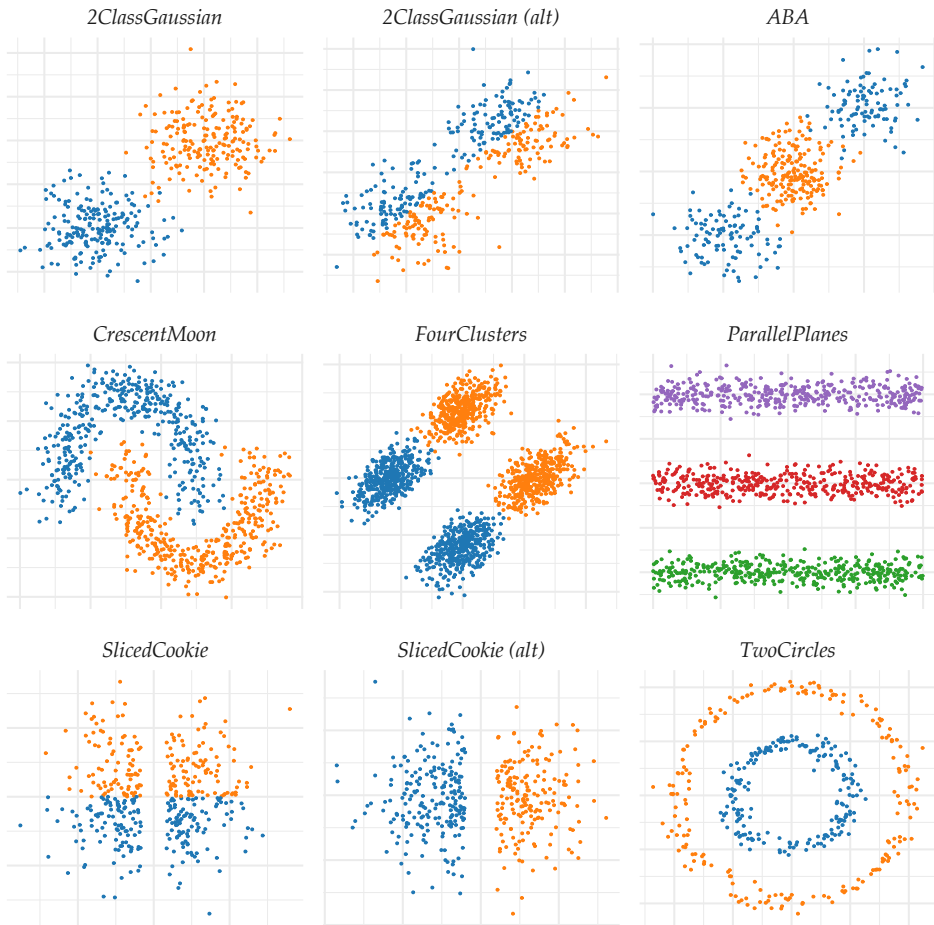 2ClassGaussian
2ClassGaussian (alt)
ABA
CrescentMoon
FourClusters
ParallelPlanes
SlicedCookie
SlicedCookie (alt)
TwoCircles